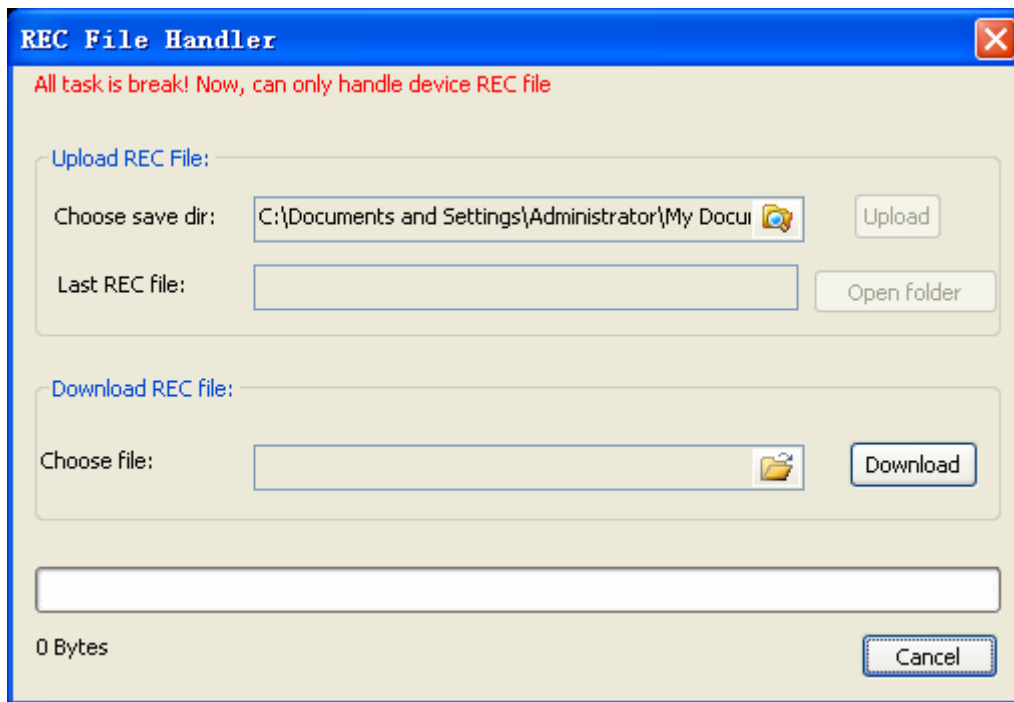 REC File Handler
All task is break! Now, can only handle device REC file
Upload REC File:
Choose save dir: C:\Documents and Settings\Administrator\My Docu Upload
Last REC file: Open folder
Download REC file:
Choose file: Download
0 Bytes
Cancel